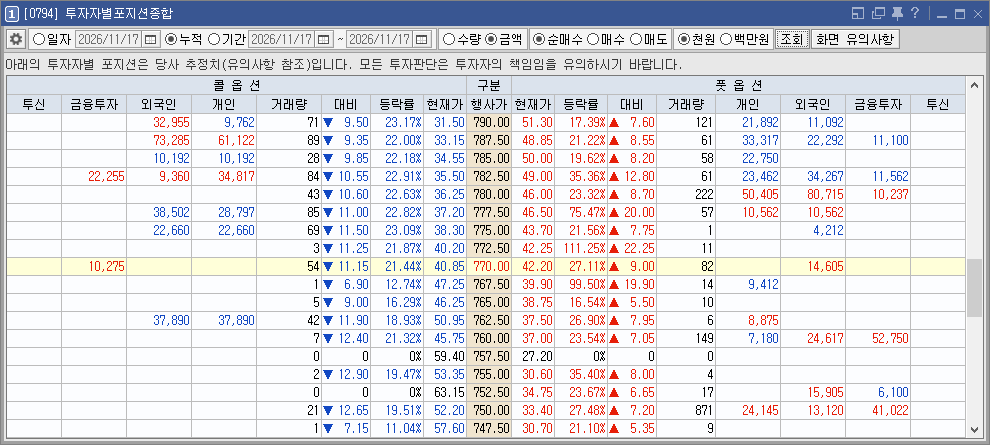 1 [0794] 투자자별포지션종합
일자 2026/11/17 누적 기간 2026/11/17 ~ 2026/11/17 수량 금액 순매수 매수 매도 천원 백만원 조회 화면 유의사항
아래의 투자자별 포지션은 당사 추정치(유의사항 참조)입니다. 모든 투자판단은 투자자의 책임임을 유의하시기 바랍니다.
콜 옵 션 구분 풋 옵 션
투신 금융투자 외국인 개인 거래량 대비 등락률 현재가 행사가 현재가 등락률 대비 거래량 개인 외국인 금융투자 투신
32,955 9,762 71 ▼ 9.50 23.17% 31.50 790.00 51.30 17.39% ▲ 7.60 121 21,892 11,092
73,285 61,122 89 ▼ 9.35 22.00% 33.15 787.50 48.85 21.22% ▲ 8.55 61 33,317 22,292 11,100
10,192 10,192 28 ▼ 9.85 22.18% 34.55 785.00 50.00 19.62% ▲ 8.20 58 22,750
22,255 9,360 34,817 84 ▼ 10.55 22.91% 35.50 782.50 49.00 35.36% ▲ 12.80 61 23,462 34,267 11,562
43 ▼ 10.60 22.63% 36.25 780.00 46.00 23.32% ▲ 8.70 222 50,405 80,715 10,237
38,502 28,797 85 ▼ 11.00 22.82% 37.20 777.50 46.50 75.47% ▲ 20.00 57 10,562 10,562
22,660 22,660 69 ▼ 11.50 23.09% 38.30 775.00 43.70 21.56% ▲ 7.75 1 4,212
3 ▼ 11.25 21.87% 40.20 772.50 42.25 111.25% ▲ 22.25 11
10,275 54 ▼ 11.15 21.44% 40.85 770.00 42.20 27.11% ▲ 9.00 82 14,605
1 ▼ 6.90 12.74% 47.25 767.50 39.90 99.50% ▲ 19.90 14 9,412
5 ▼ 9.00 16.29% 46.25 765.00 38.75 16.54% ▲ 5.50 10
37,890 37,890 42 ▼ 11.90 18.93% 50.95 762.50 37.50 26.90% ▲ 7.95 6 8,875
7 ▼ 12.40 21.32% 45.75 760.00 37.00 23.54% ▲ 7.05 149 7,180 24,617 52,750
0 0 0% 59.40 757.50 27.20 0% 0 0
2 ▼ 12.90 19.47% 53.35 755.00 30.60 35.40% ▲ 8.00 4
0 0 0% 63.15 752.50 34.75 23.67% ▲ 6.65 17 15,905 6,100
21 ▼ 12.65 19.51% 52.20 750.00 33.40 27.48% ▲ 7.20 871 24,145 13,120 41,022
1 ▼ 7.15 11.04% 57.60 747.50 30.70 21.10% ▲ 5.35 9